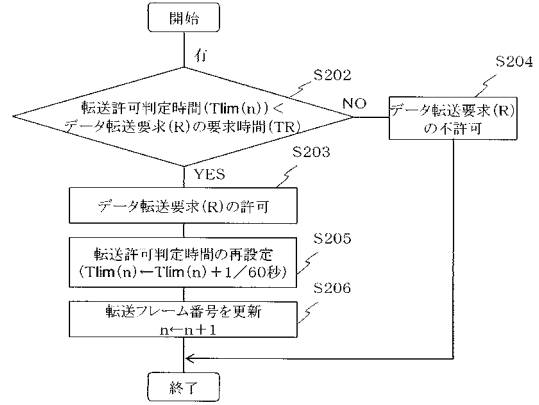 開始
有
S202
転送許可判定時間(Tlim(n))<
データ転送要求(R)の要求時間(TR)
NO
S204
データ転送要求(R)
の不許可
YES
S203
データ転送要求(R)の許可
S205
転送許可判定時間の再設定
(Tlim(n)←Tlim(n)+1/60秒)
S206
転送フレーム番号を更新
n←n+1
終了